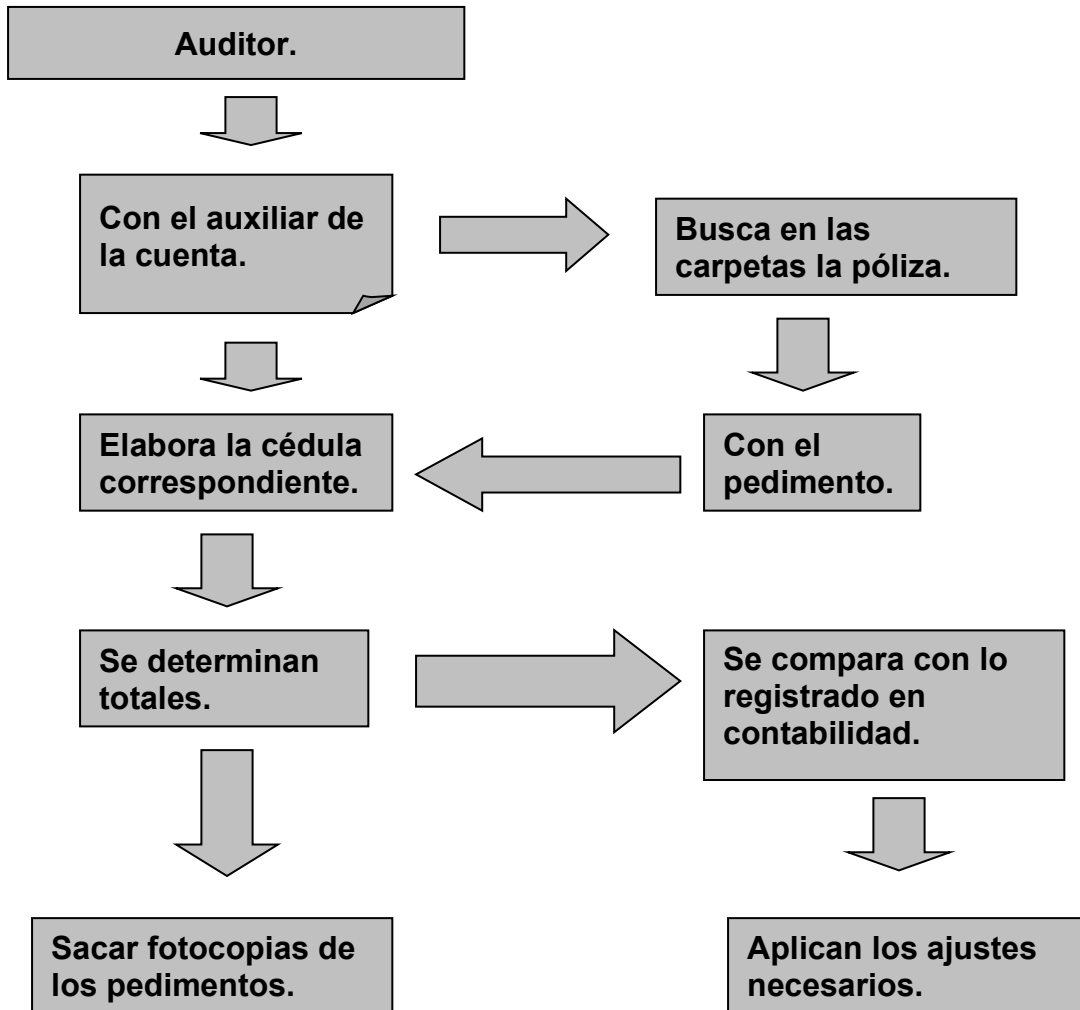 Auditor.
Con el auxiliar de
la cuenta.
Busca en las
carpetas la póliza.
Elabora la cédula
correspondiente.
Con el
pedimento.
Se determinan
totales.
Se compara con lo
registrado en
contabilidad.
Sacar fotocopias de
los pedimentos.
Aplican los ajustes
necesarios.